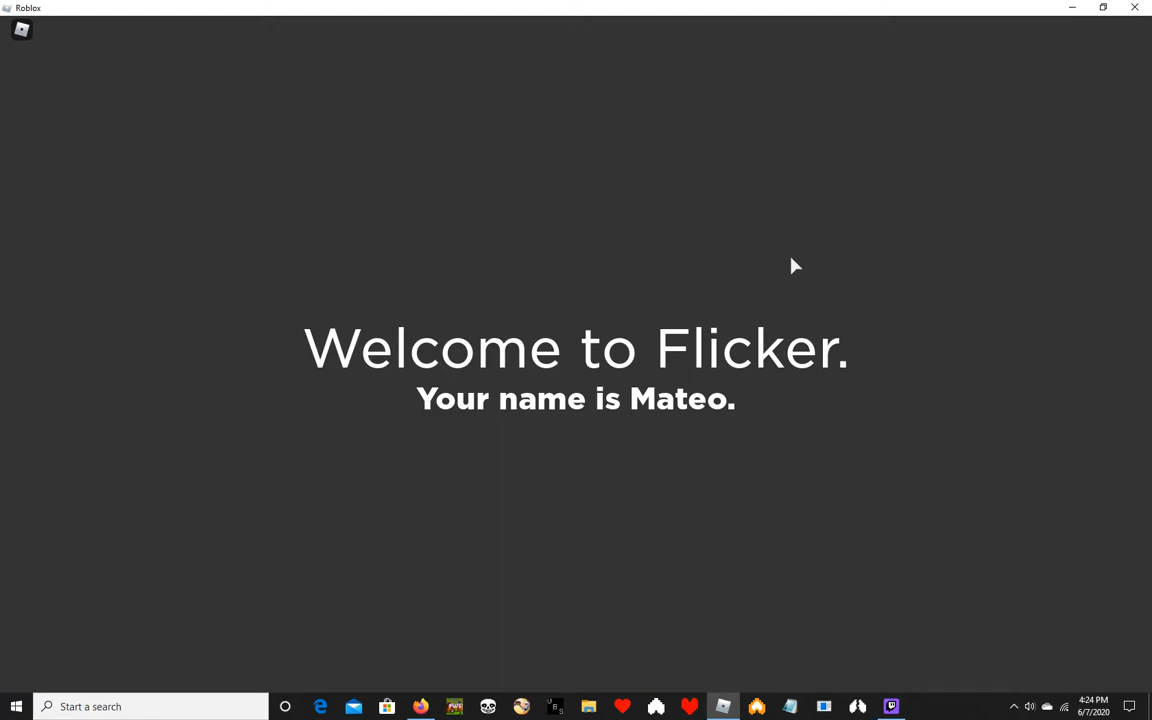 Roblox
Welcome to Flicker.
Your name is Mateo.
Start a search
U
B
S
4:24 PM
6/7/2020